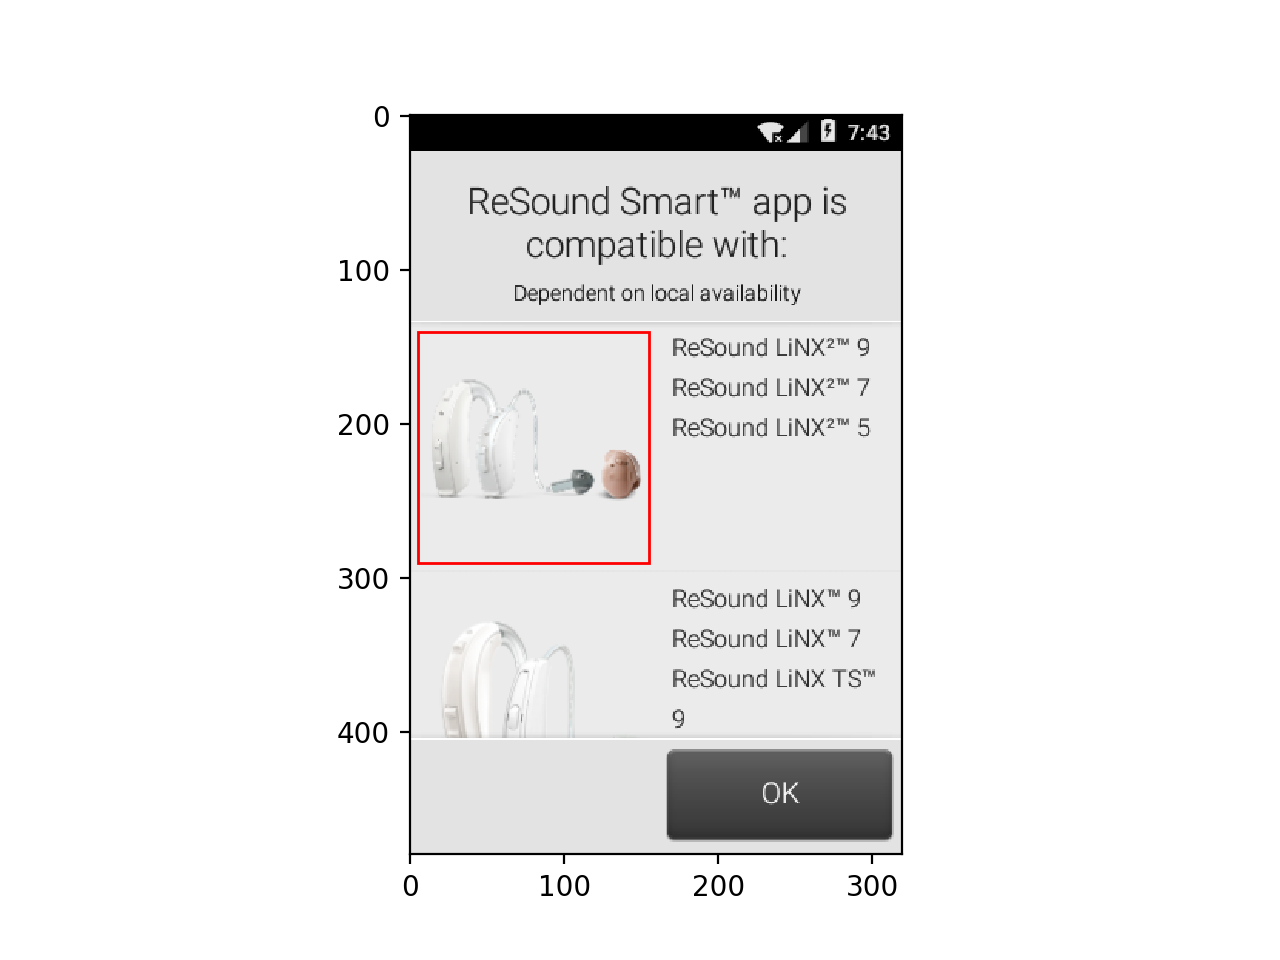 0
100
200
300
400
7:43
ReSound Smart™ app is
compatible with:
Dependent on local availability
ReSound LiNX²™ 9
ReSound LiNX²™ 7
ReSound LiNX²™ 5
ReSound LiNX™ 9
ReSound LiNX™ 7
ReSound LiNX TS™
9
OK
0
100
200
300